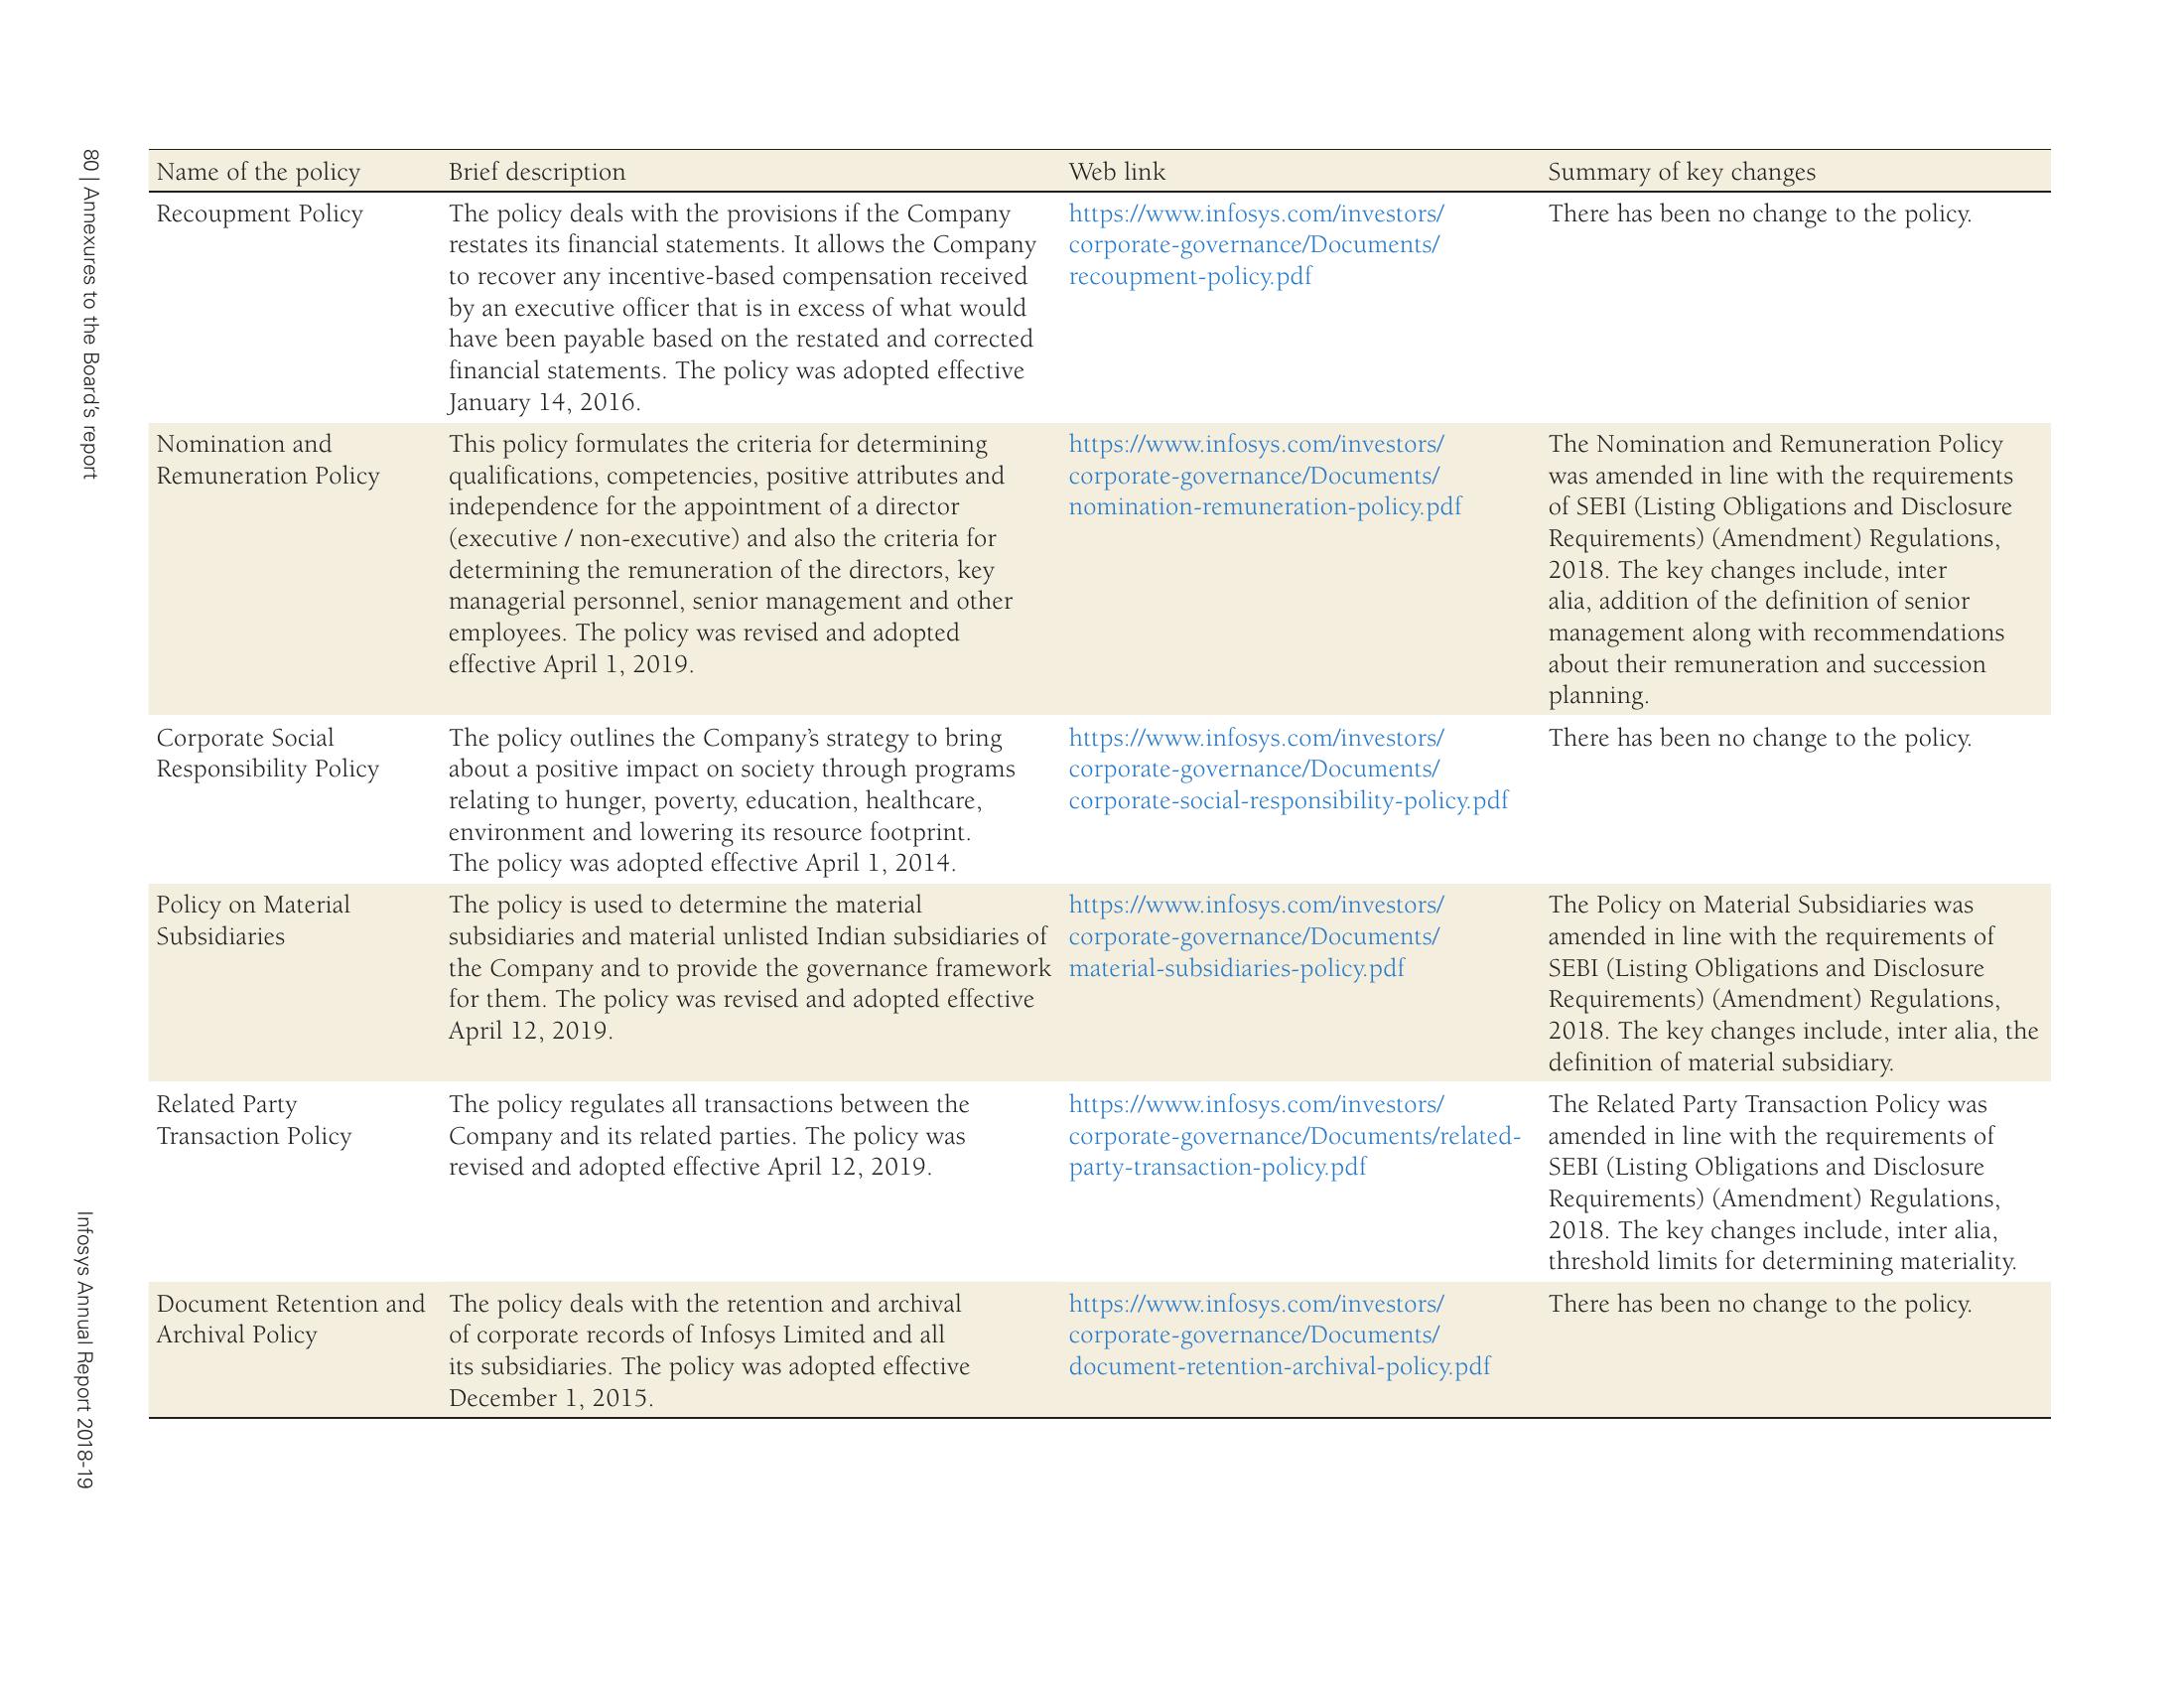 80 | Annexures to the Board's report
Infosys Annual Report 2018-19
Name of the policy
Brief description
Web link
Summary of key changes
Recoupment Policy
The policy deals with the provisions if the Company
restates its financial statements. It allows the Company
to recover any incentive-based compensation received
by an executive officer that is in excess of what would
have been payable based on the restated and corrected
financial statements. The policy was adopted effective
January 14, 2016.
https://www.infosys.com/investors/
corporate-governance/Documents/
recoupment-policy.pdf
There has been no change to the policy.
Nomination and
Remuneration Policy
This policy formulates the criteria for determining
qualifications, competencies, positive attributes and
independence for the appointment of a director
(executive / non-executive) and also the criteria for
determining the remuneration of the directors, key
managerial personnel, senior management and other
employees. The policy was revised and adopted
effective April 1, 2019.
https://www.infosys.com/investors/
corporate-governance/Documents/
nomination-remuneration-policy.pdf
The Nomination and Remuneration Policy
was amended in line with the requirements
of SEBI (Listing Obligations and Disclosure
Requirements) (Amendment) Regulations,
2018. The key changes include, inter
alia, addition of the definition of senior
management along with recommendations
about their remuneration and succession
planning.
Corporate Social
Responsibility Policy
The policy outlines the Company's strategy to bring
about a positive impact on society through programs
relating to hunger, poverty, education, healthcare,
environment and lowering its resource footprint.
The policy was adopted effective April 1, 2014.
https://www.infosys.com/investors/
corporate-governance/Documents/
corporate-social-responsibility-policy.pdf
There has been no change to the policy.
Policy on Material
Subsidiaries
The policy is used to determine the material
subsidiaries and material unlisted Indian subsidiaries of
the Company and to provide the governance framework
for them. The policy was revised and adopted effective
April 12, 2019.
https://www.infosys.com/investors/
corporate-governance/Documents/
material-subsidiaries-policy.pdf
The Policy on Material Subsidiaries was
amended in line with the requirements of
SEBI (Listing Obligations and Disclosure
Requirements) (Amendment) Regulations,
2018. The key changes include, inter alia, the
definition of material subsidiary.
Related Party
Transaction Policy
The policy regulates all transactions between the
Company and its related parties. The policy was
revised and adopted effective April 12, 2019.
https://www.infosys.com/investors/
corporate-governance/Documents/related-
party-transaction-policy.pdf
The Related Party Transaction Policy was
amended in line with the requirements of
SEBI (Listing Obligations and Disclosure
Requirements) (Amendment) Regulations,
2018. The key changes include, inter alia,
threshold limits for determining materiality.
Document Retention and
Archival Policy
The policy deals with the retention and archival
of corporate records of Infosys Limited and all
its subsidiaries. The policy was adopted effective
December 1, 2015.
https://www.infosys.com/investors/
corporate-governance/Documents/
document-retention-archival-policy.pdf
There has been no change to the policy.